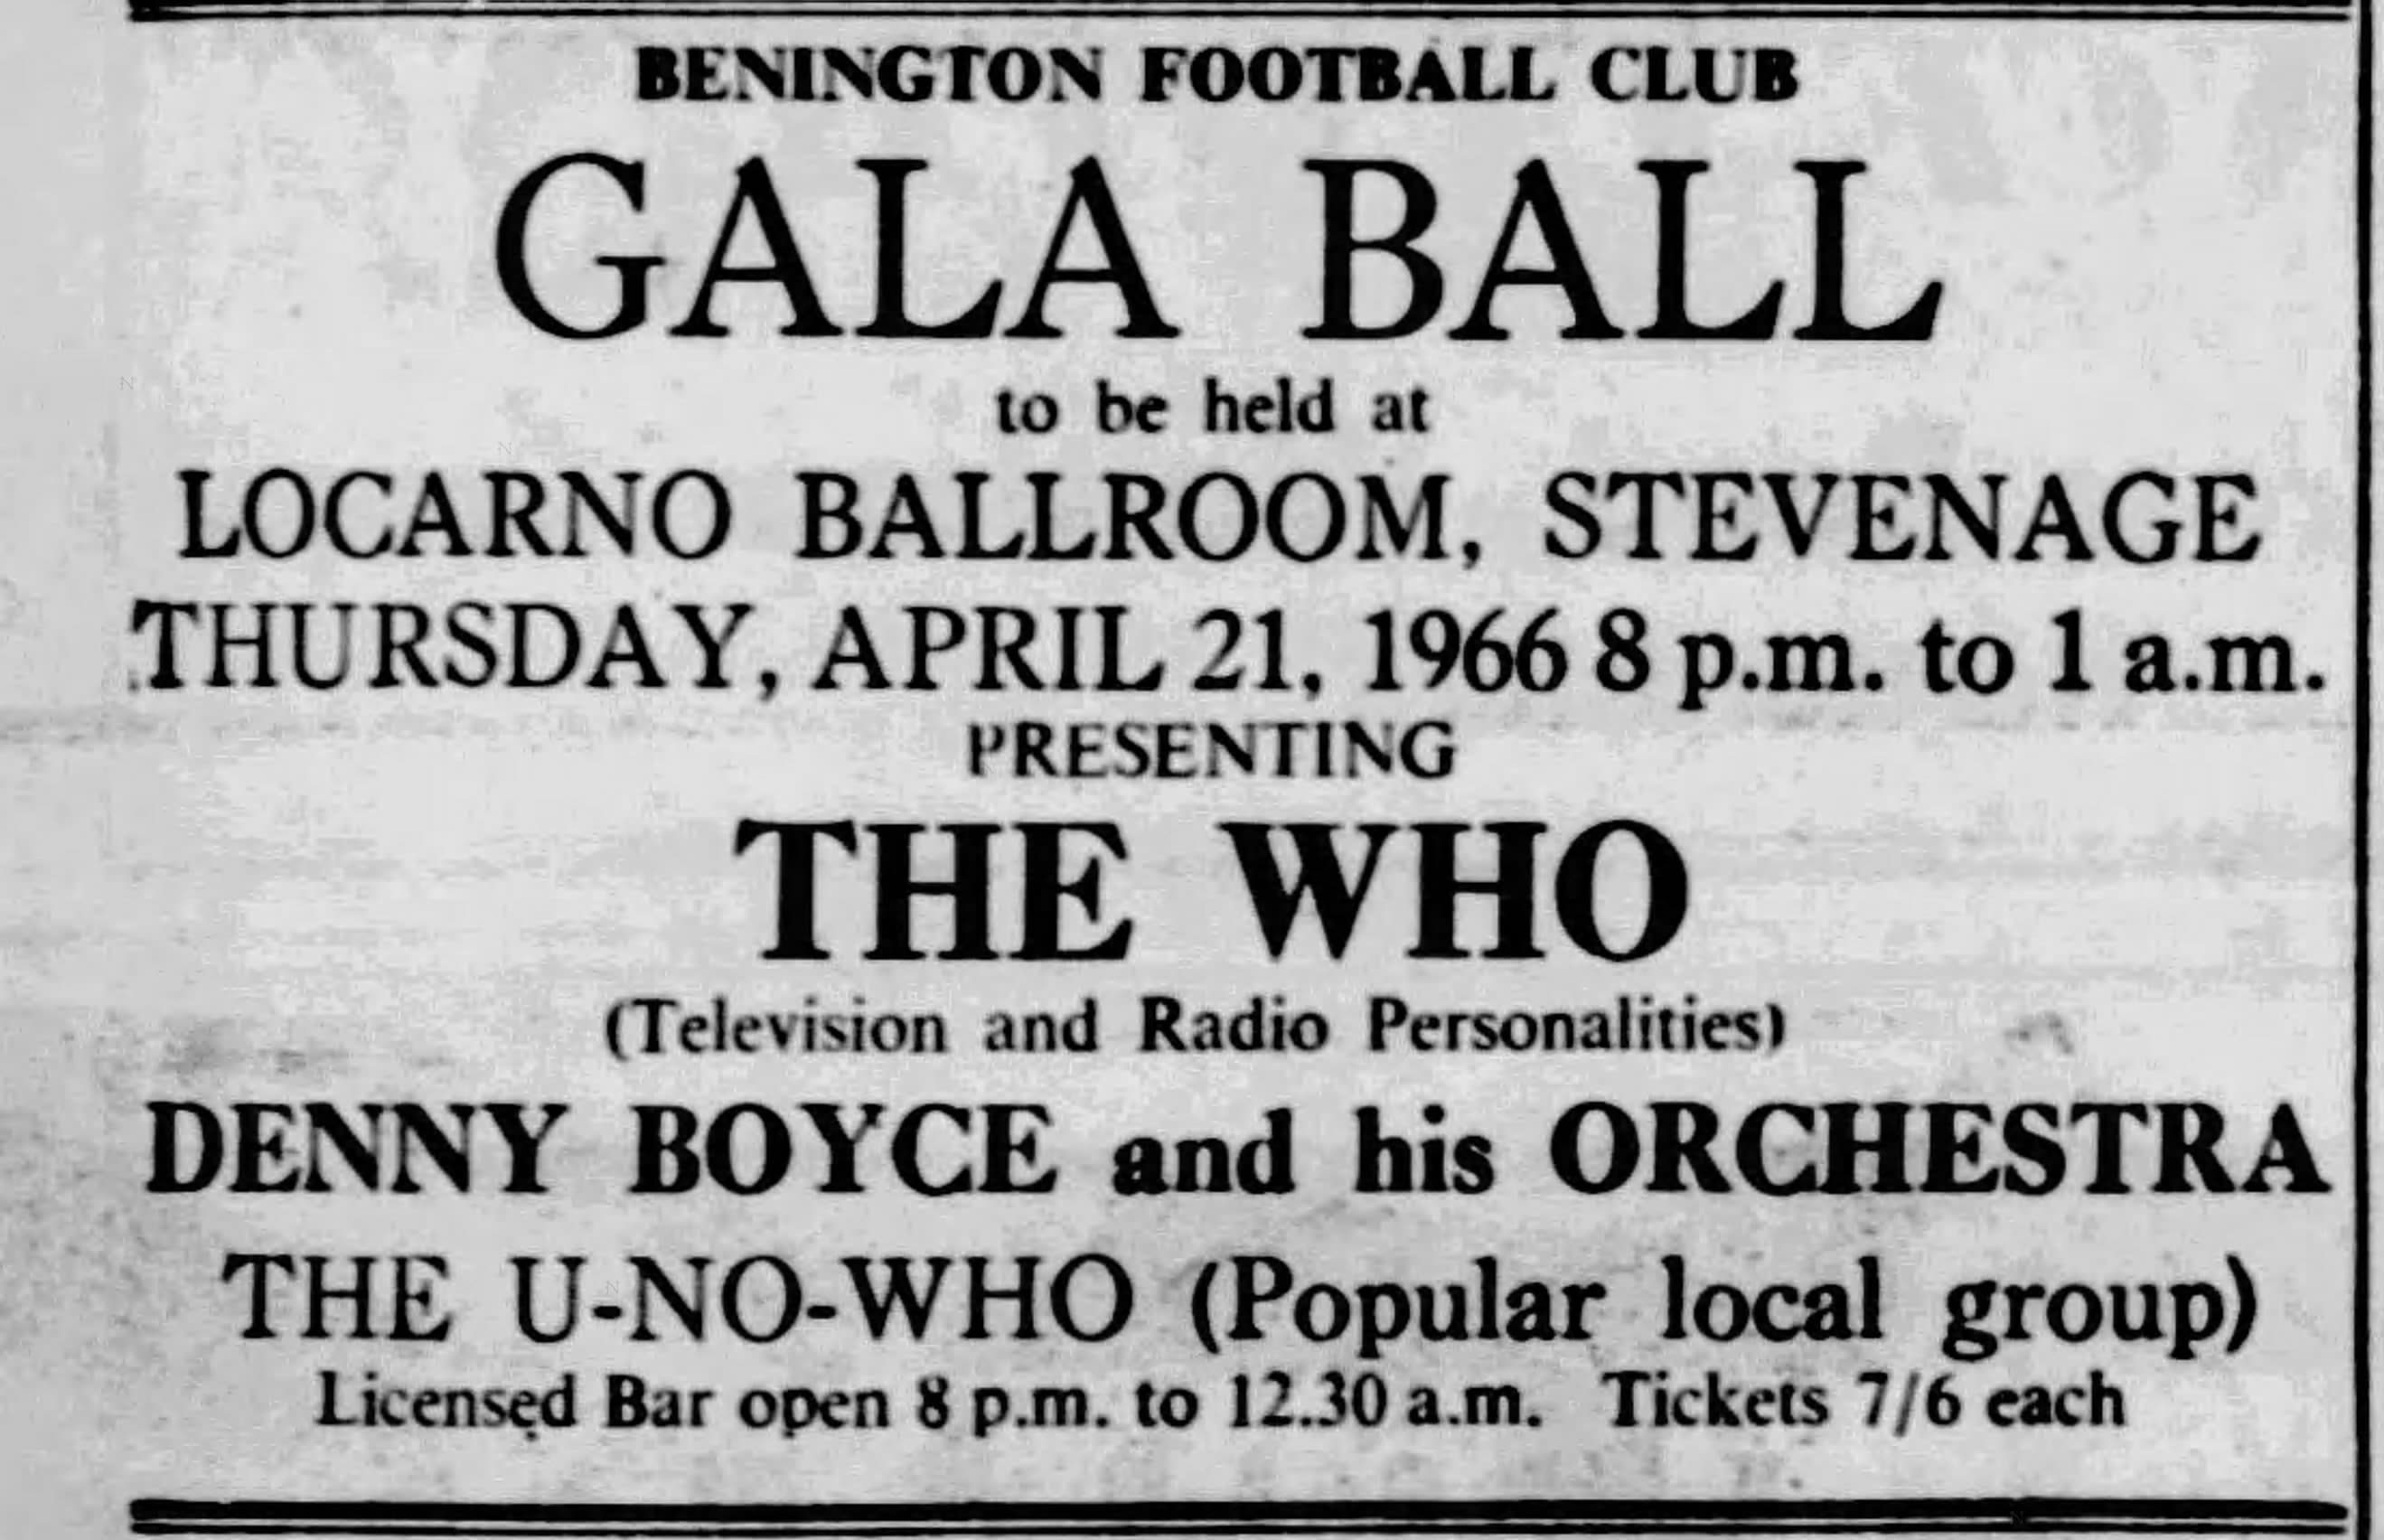 BENINGTON FOOTBALL CLUB
GALA BALL
to be held at
LOCARNO BALLROOM, STEVENAGE
THURSDAY, APRIL 21, 1966 8 p.m. to 1 a.m.
PRESENTING
THE WHO
(Television and Radio Personalities)
DENNY BOYCE and his ORCHESTRA
THE U-NO-WHO (Popular local group)
Licensed Bar open 8 p.m. to 12.30 a.m. Tickets 7/6 each